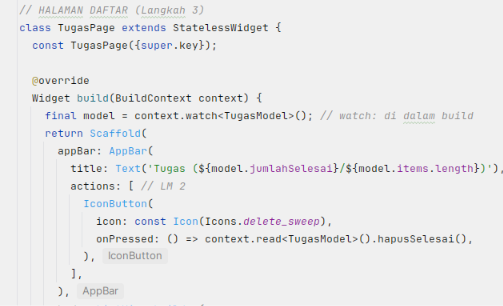 // HALAMAN DAFTAR (Langkah 3)
class TugasPage extends StatelessWidget {
  const TugasPage({super.key});

  @override
  Widget build(BuildContext context) {
    final model = context.watch<TugasModel>(); // watch: di dalam build
    return Scaffold(
      appBar: AppBar(
        title: Text('Tugas (${model.jumlahSelesai}/${model.items.length})'),
        actions: [ // LM 2
          IconButton(
            icon: const Icon(Icons.delete_sweep),
            onPressed: () => context.read<TugasModel>().hapusSelesai(),
          ), IconButton
        ],
      ), AppBar